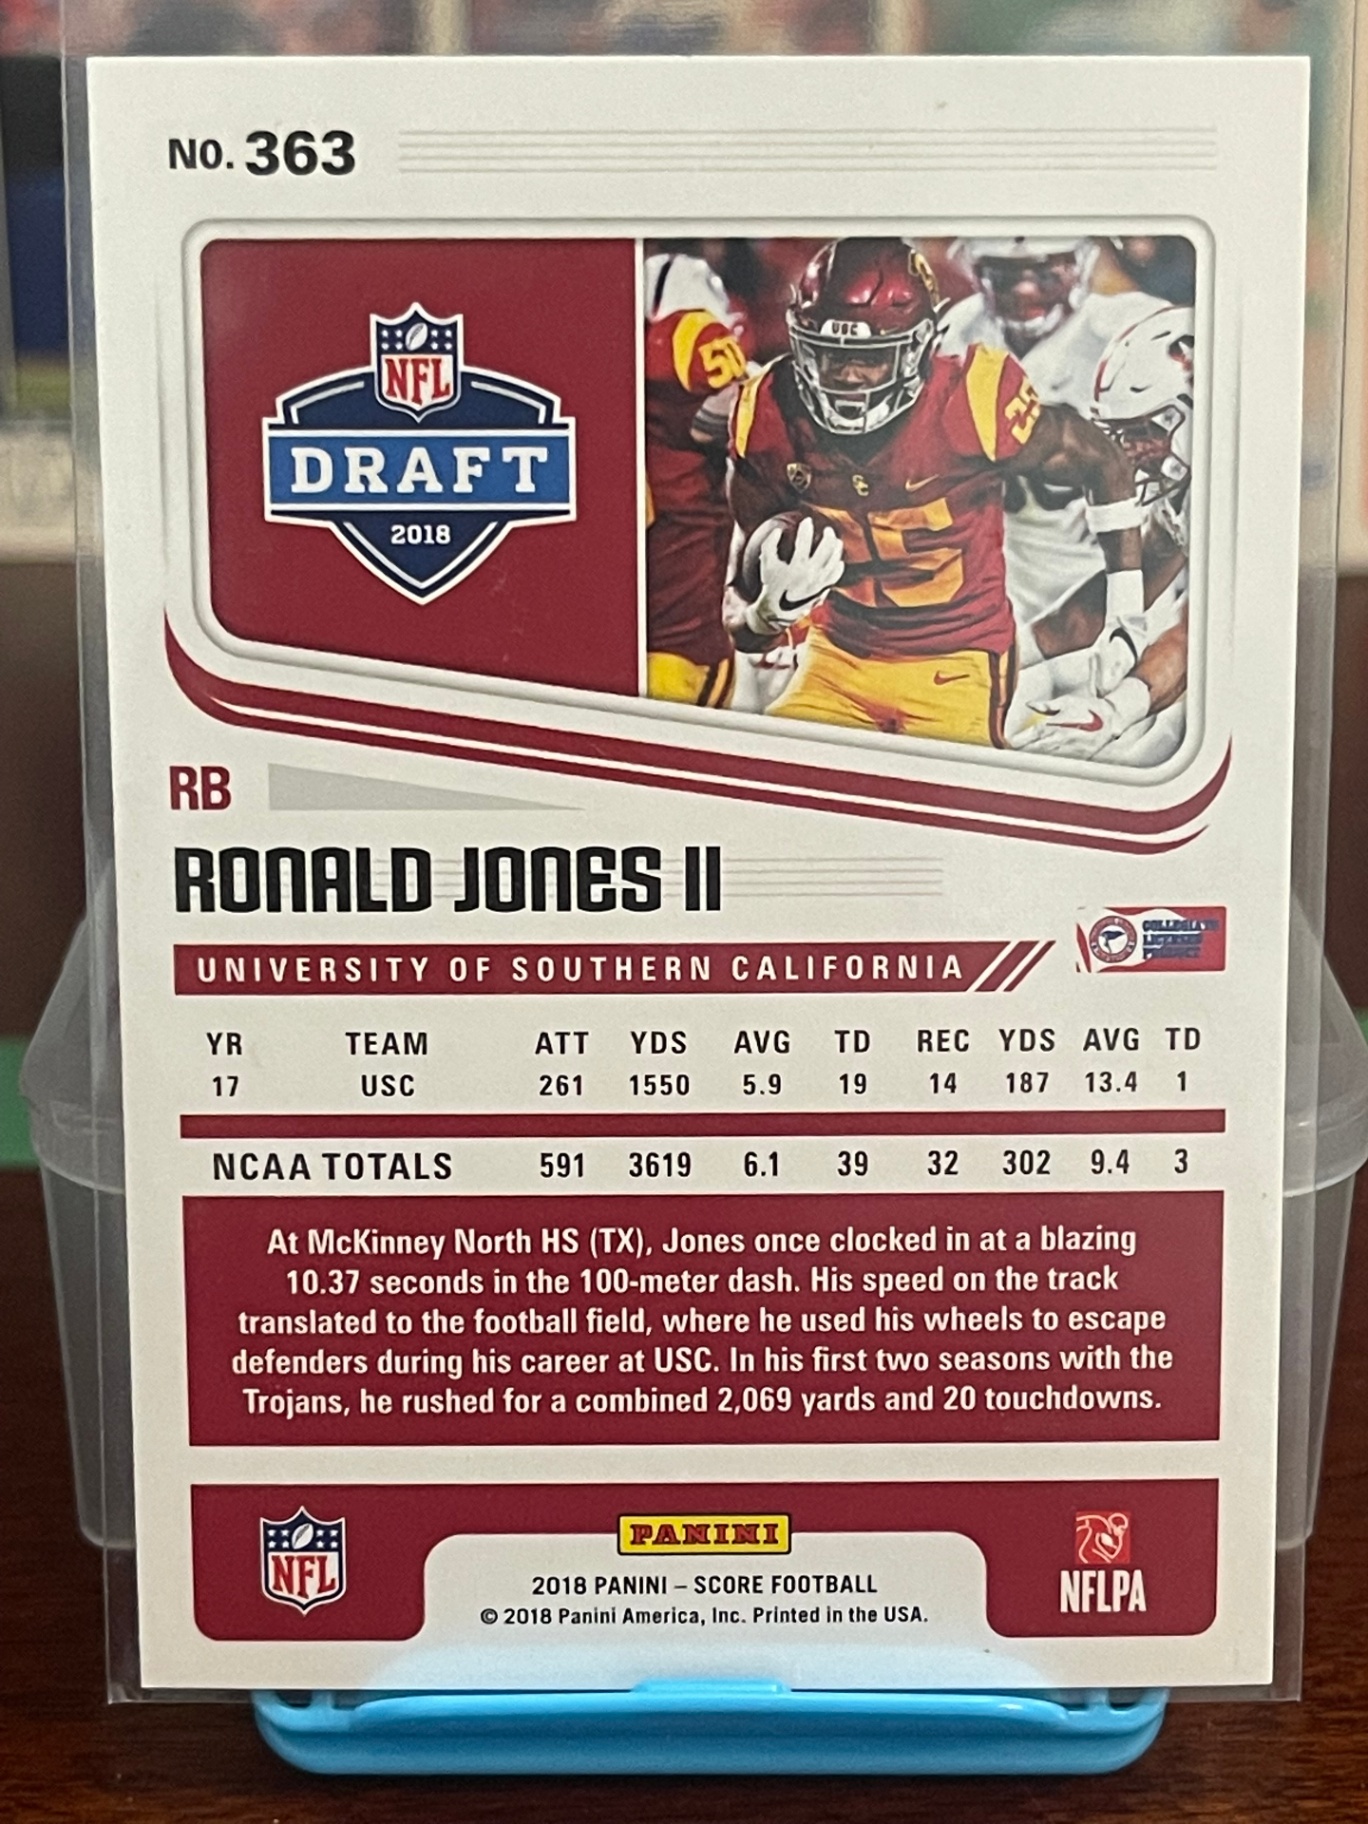 NO. 363
NFL
DRAFT
2018
USC
50
25
SC
25
RB
RONALD JONES II
UNIVERSITY OF SOUTHERN CALIFORNIA
COLLEGIATE
LICENSED
PRODUCT
YR TEAM ATT YDS AVG TD REC YDS AVG TD
17 USC 261 1550 5.9 19 14 187 13.4 1
NCAA TOTALS 591 3619 6.1 39 32 302 9.4 3
At McKinney North HS (TX), Jones once clocked in at a blazing
10.37 seconds in the 100-meter dash. His speed on the track
translated to the football field, where he used his wheels to escape
defenders during his career at USC. In his first two seasons with the
Trojans, he rushed for a combined 2,069 yards and 20 touchdowns.
NFL
PANINI
2018 PANINI – SCORE FOOTBALL
© 2018 Panini America, Inc. Printed in the USA.
NFLPA